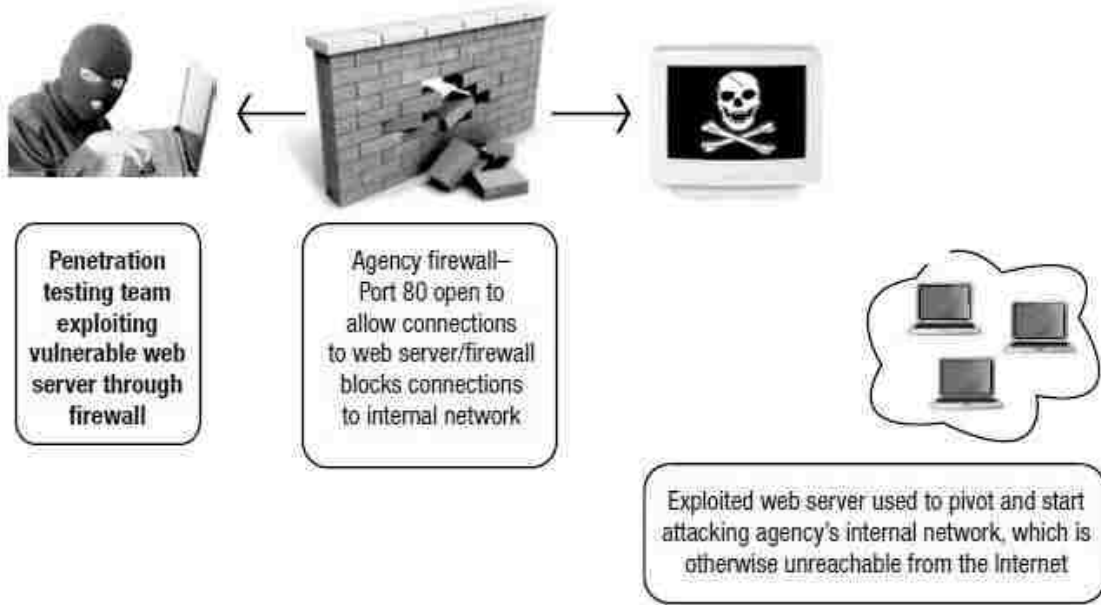 Penetration
testing team
exploiting
vulnerable web
server through
firewall
Agency firewall–
Port 80 open to
allow connections
to web server/firewall
blocks connections
to internal network
Exploited web server used to pivot and start
attacking agency's internal network, which is
otherwise unreachable from the Internet